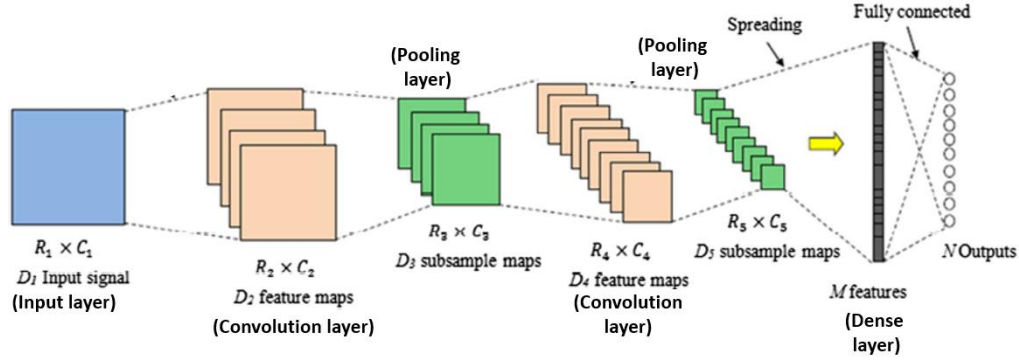 Fully connected
Spreading
(Pooling
layer)
(Pooling
layer)
R₁ × C₁
D₁ Input signal
(Input layer)
R₂ × C₂
D₂ feature maps
(Convolution layer)
R₃ × C₃
D₃ subsample maps
R₄ × C₄
D₄ feature maps
(Convolution
layer)
R₅ × C₅
D₅ subsample maps
M features
(Dense
layer)
N Outputs